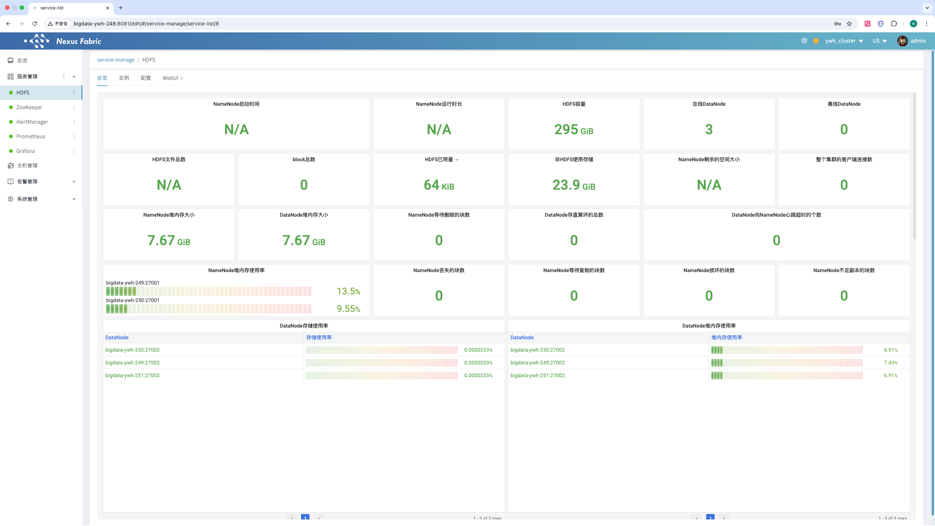 service-list
不安全
bigdata-ywh-248:8081/ddh/#/service-manage/service-list/8
Nexus Fabric
ywh_cluster
US
admin
总览
服务管理
HDFS
ZooKeeper
AlertManager
Prometheus
Grafana
主机管理
告警管理
系统管理
service-manage / HDFS
总览 实例 配置 WebUI
NameNode启动时间
N/A
NameNode运行时长
N/A
HDFS容量
295 GiB
在线DataNode
3
离线DataNode
0
HDFS文件总数
N/A
block总数
0
HDFS已用量
64 KiB
非HDFS使用存储
23.9 GiB
NameNode剩余的空间大小
N/A
整个集群的客户端连接数
0
NameNode堆内存大小
7.67 GiB
DataNode堆内存大小
7.67 GiB
NameNode等待删除的块数
0
DataNode存盘算坏的总数
0
DataNode向NameNode心跳超时的个数
0
NameNode堆内存使用率
bigdata-ywh-249:27001
13.5%
bigdata-ywh-250:27001
9.55%
NameNode丢失的块数
0
NameNode等待复制的块数
0
NameNode损坏的块数
0
NameNode不足副本的块数
0
DataNode存储使用率
DataNode 存储使用率
bigdata-ywh-250:27002 0.0000233%
bigdata-ywh-249:27002 0.0000233%
bigdata-ywh-251:27002 0.0000233%
DataNode堆内存使用率
DataNode 堆内存使用率
bigdata-ywh-250:27002 6.91%
bigdata-ywh-249:27002 7.43%
bigdata-ywh-251:27002 6.91%
1
1 - 3 of 3 rows
1
1 - 3 of 3 rows